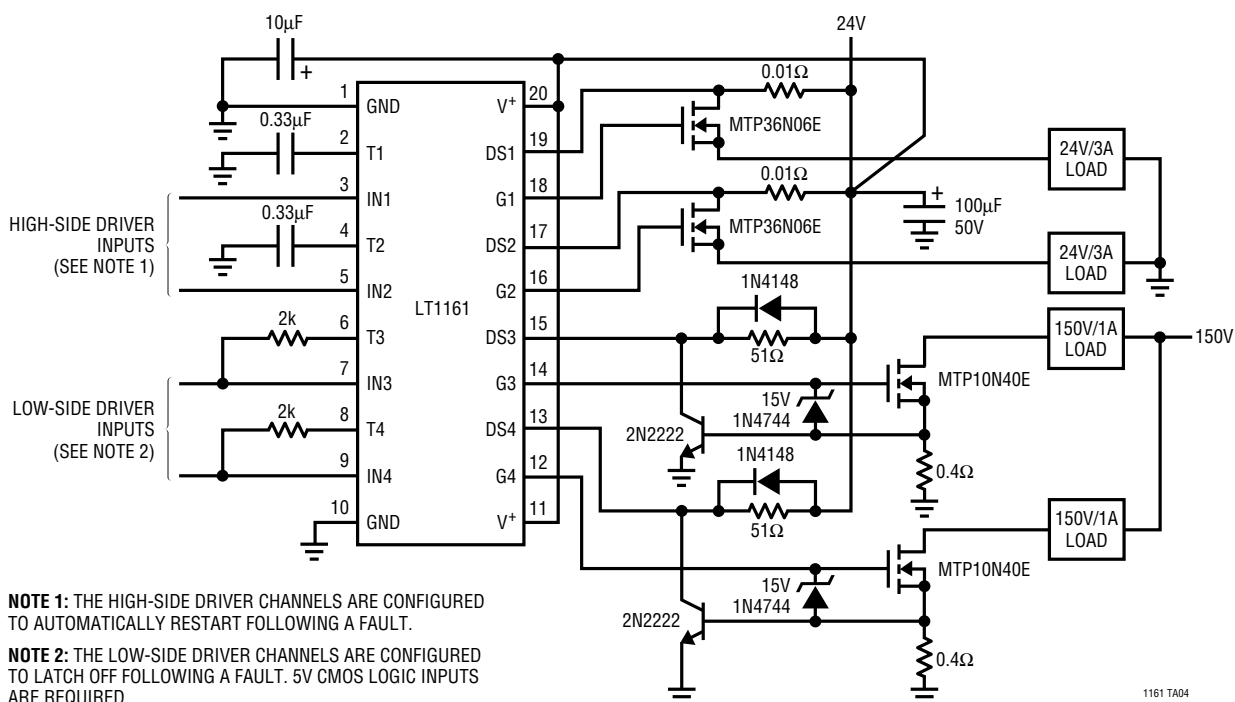 10µF
+
24V
0.01Ω
MTP36N06E
0.01Ω
MTP36N06E
+
100µF
50V
24V/3A
LOAD
24V/3A
LOAD
150V/1A
LOAD
150V
150V/1A
LOAD
0.33µF
0.33µF
HIGH-SIDE DRIVER
INPUTS
(SEE NOTE 1)
2k
2k
LOW-SIDE DRIVER
INPUTS
(SEE NOTE 2)
1 GND
2 T1
3 IN1
4 T2
5 IN2
6 T3
7 IN3
8 T4
9 IN4
10 GND
LT1161
V+ 20
DS1 19
G1 18
DS2 17
G2 16
DS3 15
G3 14
DS4 13
G4 12
V+ 11
1N4148
51Ω
MTP10N40E
15V
1N4744
2N2222
0.4Ω
1N4148
51Ω
MTP10N40E
15V
1N4744
2N2222
0.4Ω
NOTE 1: THE HIGH-SIDE DRIVER CHANNELS ARE CONFIGURED
TO AUTOMATICALLY RESTART FOLLOWING A FAULT.
NOTE 2: THE LOW-SIDE DRIVER CHANNELS ARE CONFIGURED
TO LATCH OFF FOLLOWING A FAULT. 5V CMOS LOGIC INPUTS
ARE REQUIRED
1161 TA04